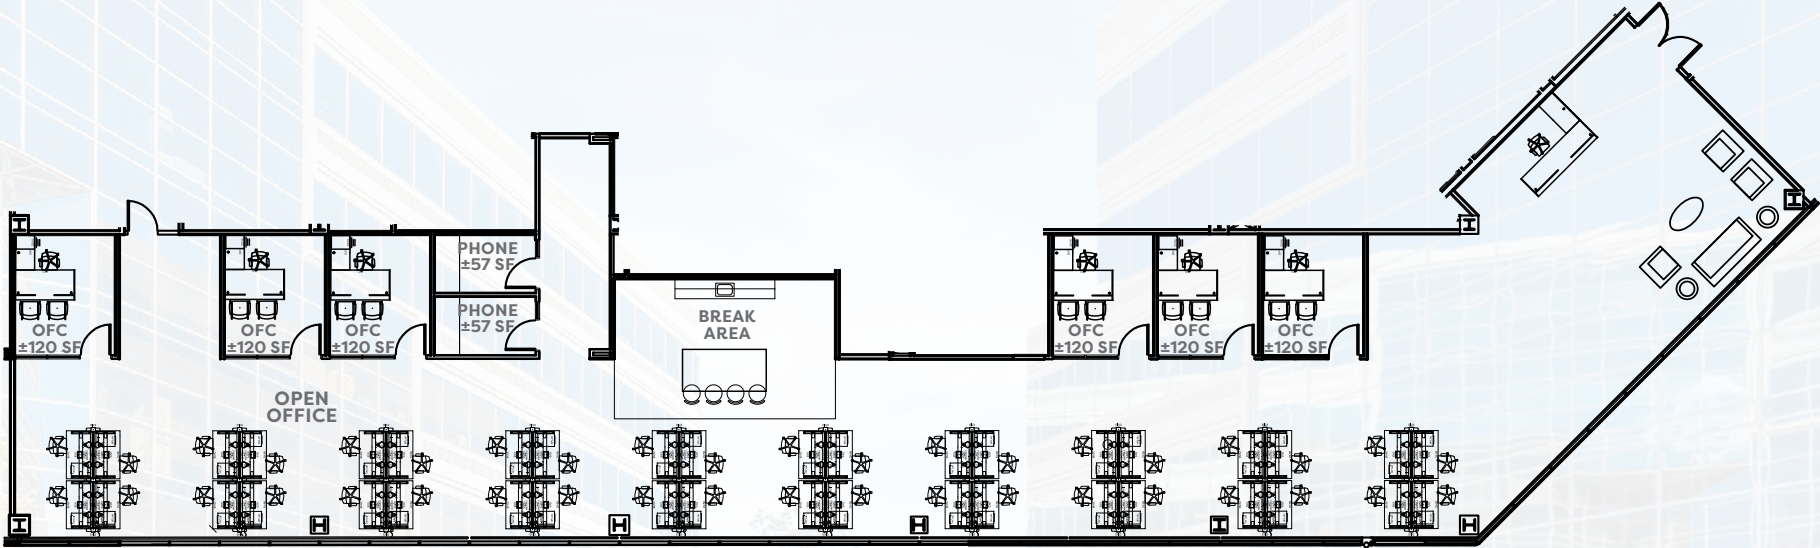 PHONE
±57 SF
PHONE
±57 SF
BREAK
AREA
OFC
±120 SF
OFC
±120 SF
OFC
±120 SF
OFC
±120 SF
OFC
±120 SF
OFC
±120 SF
OPEN
OFFICE